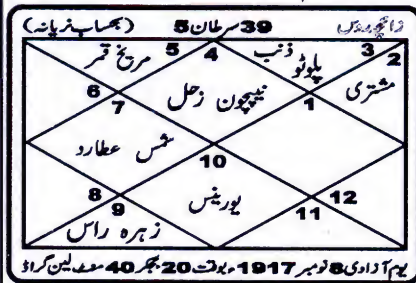 زائچہ روس 39 سرطان 5 (بحساب نریانہ)
3 ذنب 4 5
2 پلوٹو مریخ قمر
مشتری نیپچون زحل 6
1 7
شمس عطارد
10
12 یورینس 8
11 9
زہرہ راس
یوم آزادی 8 نومبر 1917ء بوقت 20 بجکر 40 منٹ لینن گراڈ